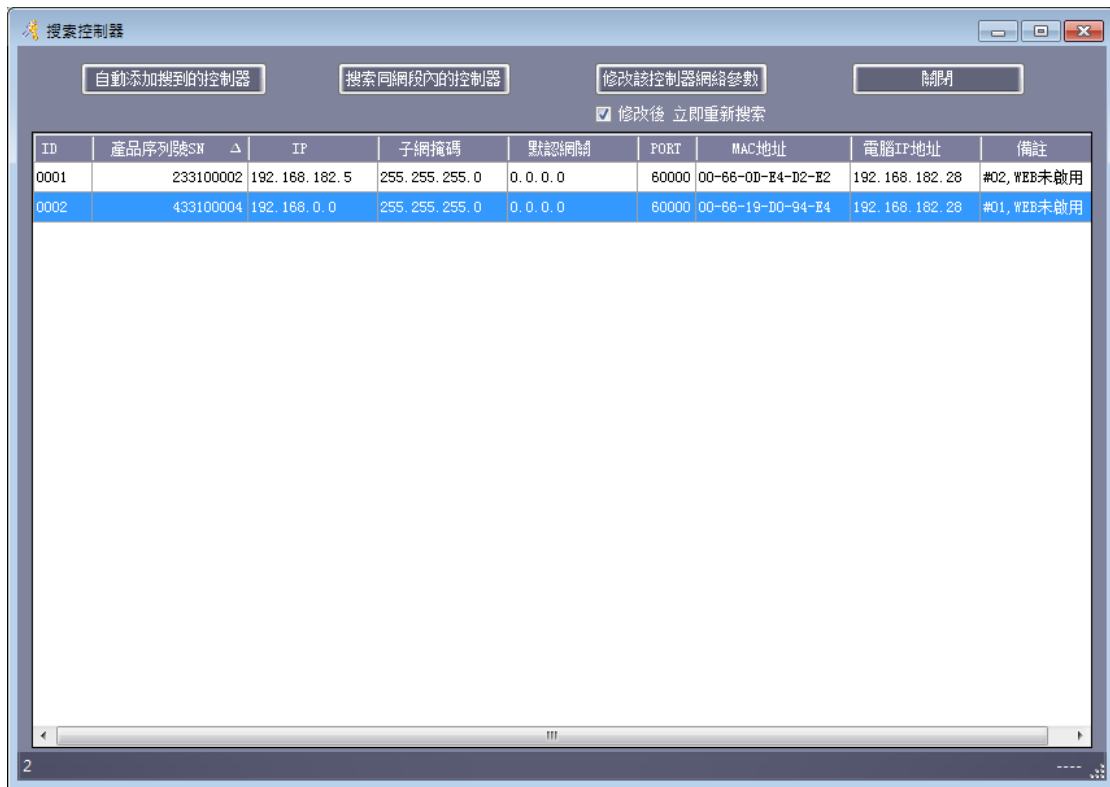 搜索控制器
自動添加搜到的控制器 搜索同網段內的控制器 修改該控制器網絡參數 關閉
修改後 立即重新搜索
ID 產品序列號SN Δ IP 子網掩碼 默認網關 PORT MAC地址 電腦IP地址 備註
0001 233100002 192.168.182.5 255.255.255.0 0.0.0.0 60000 00-66-0D-E4-D2-E2 192.168.182.28 #02,WEB未啟用
0002 433100004 192.168.0.0 255.255.255.0 0.0.0.0 60000 00-66-19-D0-94-E4 192.168.182.28 #01,WEB未啟用
2 ----